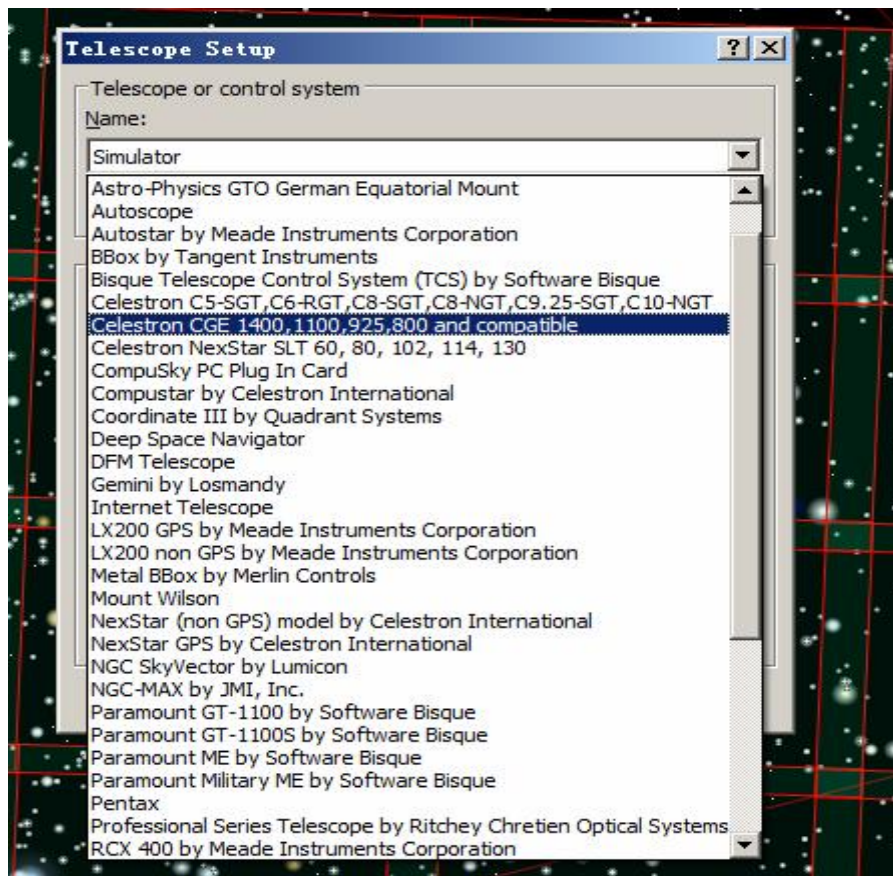 Telescope Setup
Telescope or control system
Name:
Simulator
Astro-Physics GTO German Equatorial Mount
Autoscope
Autostar by Meade Instruments Corporation
BBox by Tangent Instruments
Bisque Telescope Control System (TCS) by Software Bisque
Celestron C5-SGT,C6-RGT,C8-SGT,C8-NGT,C9.25-SGT,C10-NGT
Celestron CGE 1400,1100,925,800 and compatible
Celestron NexStar SLT 60, 80, 102, 114, 130
CompuSky PC Plug In Card
Compustar by Celestron International
Coordinate III by Quadrant Systems
Deep Space Navigator
DFM Telescope
Gemini by Losmandy
Internet Telescope
LX200 GPS by Meade Instruments Corporation
LX200 non GPS by Meade Instruments Corporation
Metal BBox by Merlin Controls
Mount Wilson
NexStar (non GPS) model by Celestron International
NexStar GPS by Celestron International
NGC SkyVector by Lumicon
NGC-MAX by JMI, Inc.
Paramount GT-1100 by Software Bisque
Paramount GT-1100S by Software Bisque
Paramount ME by Software Bisque
Paramount Military ME by Software Bisque
Pentax
Professional Series Telescope by Ritchey Chretien Optical Systems
RCX 400 by Meade Instruments Corporation